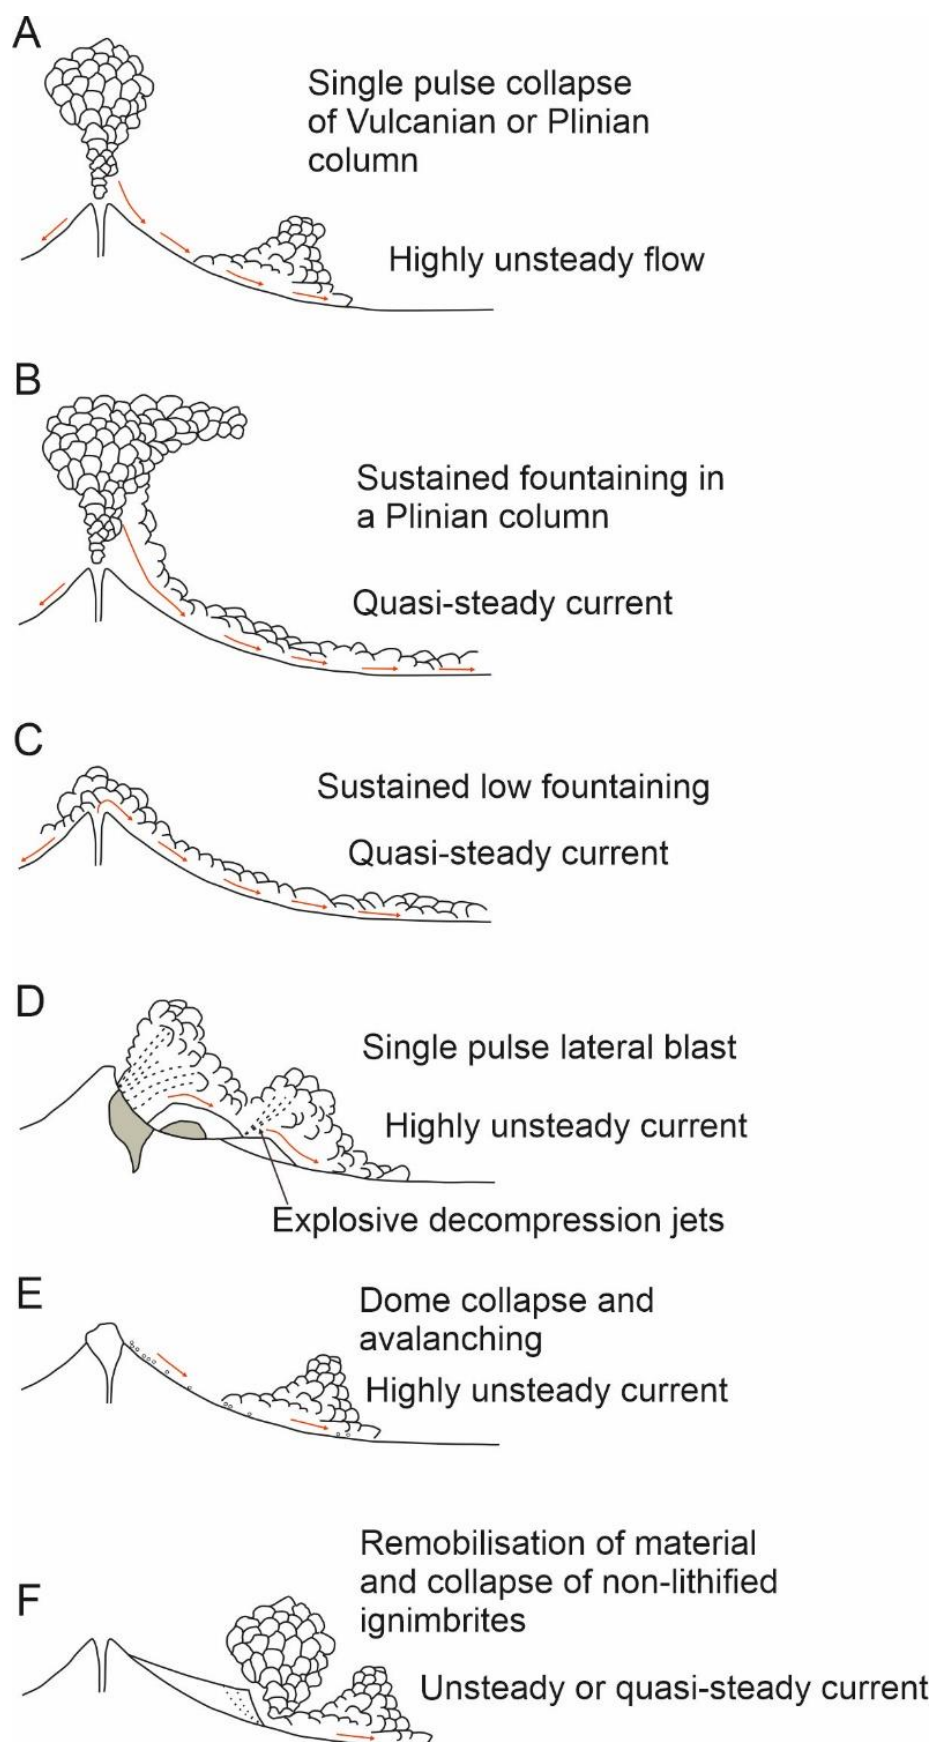 A
Single pulse collapse
of Vulcanian or Plinian
column
Highly unsteady flow
B
Sustained fountaining in
a Plinian column
Quasi-steady current
C
Sustained low fountaining
Quasi-steady current
D
Single pulse lateral blast
Highly unsteady current
Explosive decompression jets
E
Dome collapse and
avalanching
Highly unsteady current
F
Remobilisation of material
and collapse of non-lithified
ignimbrites
Unsteady or quasi-steady current